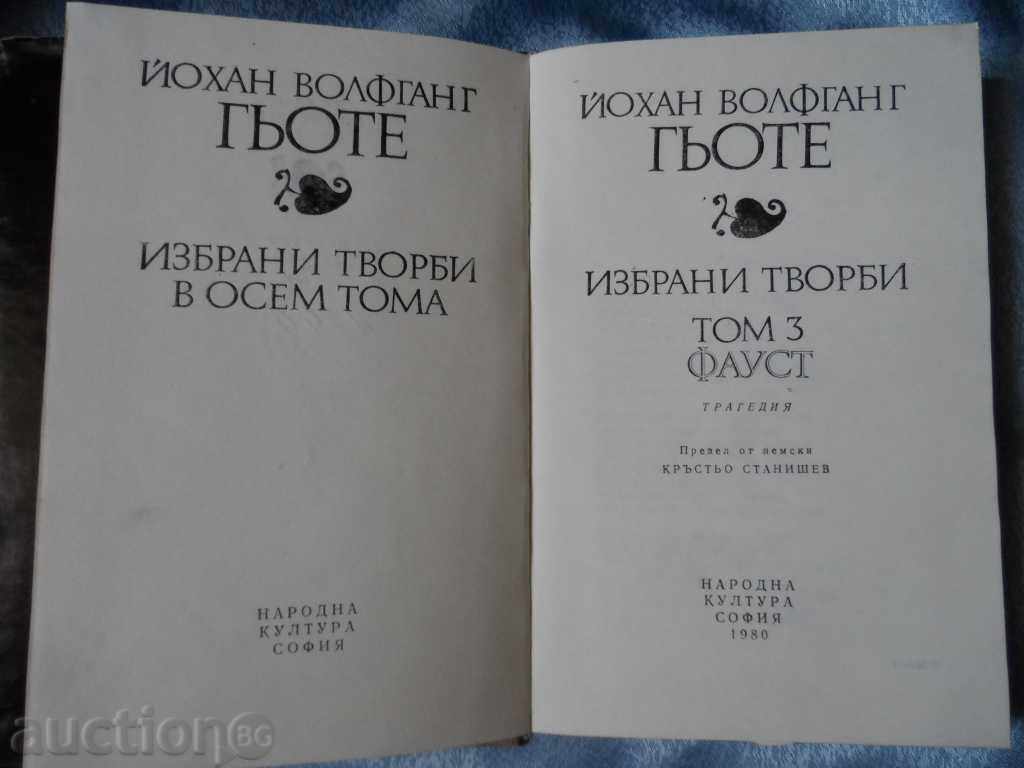 ЙОХАН ВОЛФГАНГ
ГЬОТЕ
ИЗБРАНИ ТВОРБИ
В ОСЕМ ТОМА
НАРОДНА
КУЛТУРА
СОФИЯ
ЙОХАН ВОЛФГАНГ
ГЬОТЕ
ИЗБРАНИ ТВОРБИ
ТОМ 3
ФАУСТ
ТРАГЕДИЯ
Превел от немски
КРЪСТЬО СТАНИШЕВ
НАРОДНА
КУЛТУРА
СОФИЯ
1980
auction BG